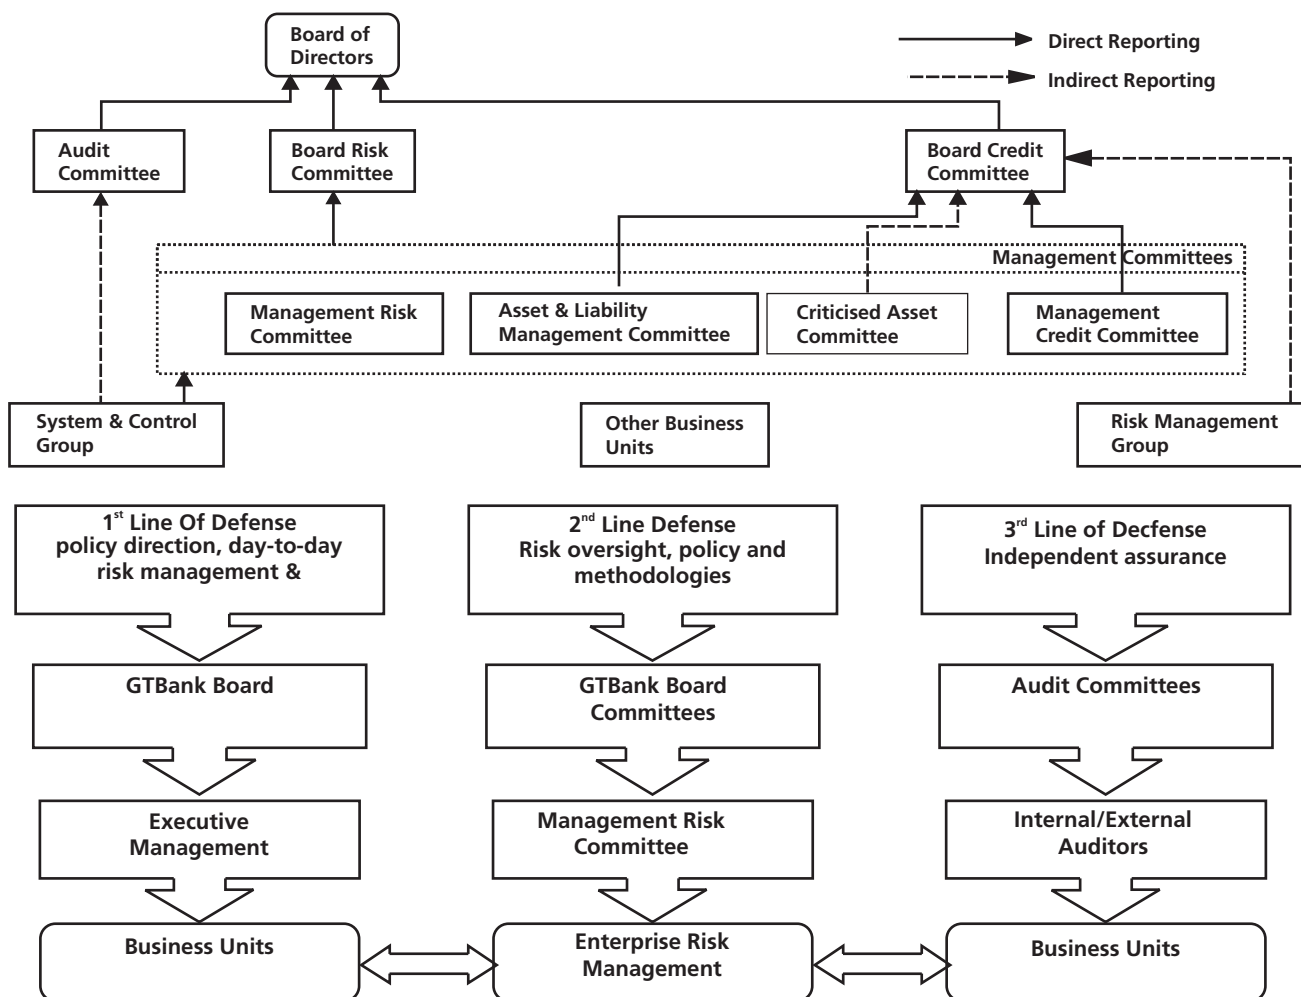 Board of
Directors
Direct Reporting
Indirect Reporting
Audit
Committee
Board Risk
Committee
Board Credit
Committee
Management Committees
Management Risk
Committee
Asset & Liability
Management Committee
Criticised Asset
Committee
Management
Credit Committee
System & Control
Group
Other Business
Units
Risk Management
Group
1st Line Of Defense
policy direction, day-to-day
risk management &
2nd Line Defense
Risk oversight, policy and
methodologies
3rd Line of Decfense
Independent assurance
GTBank Board
GTBank Board
Committees
Audit Committees
Executive
Management
Management Risk
Committee
Internal/External
Auditors
Business Units
Enterprise Risk
Management
Business Units